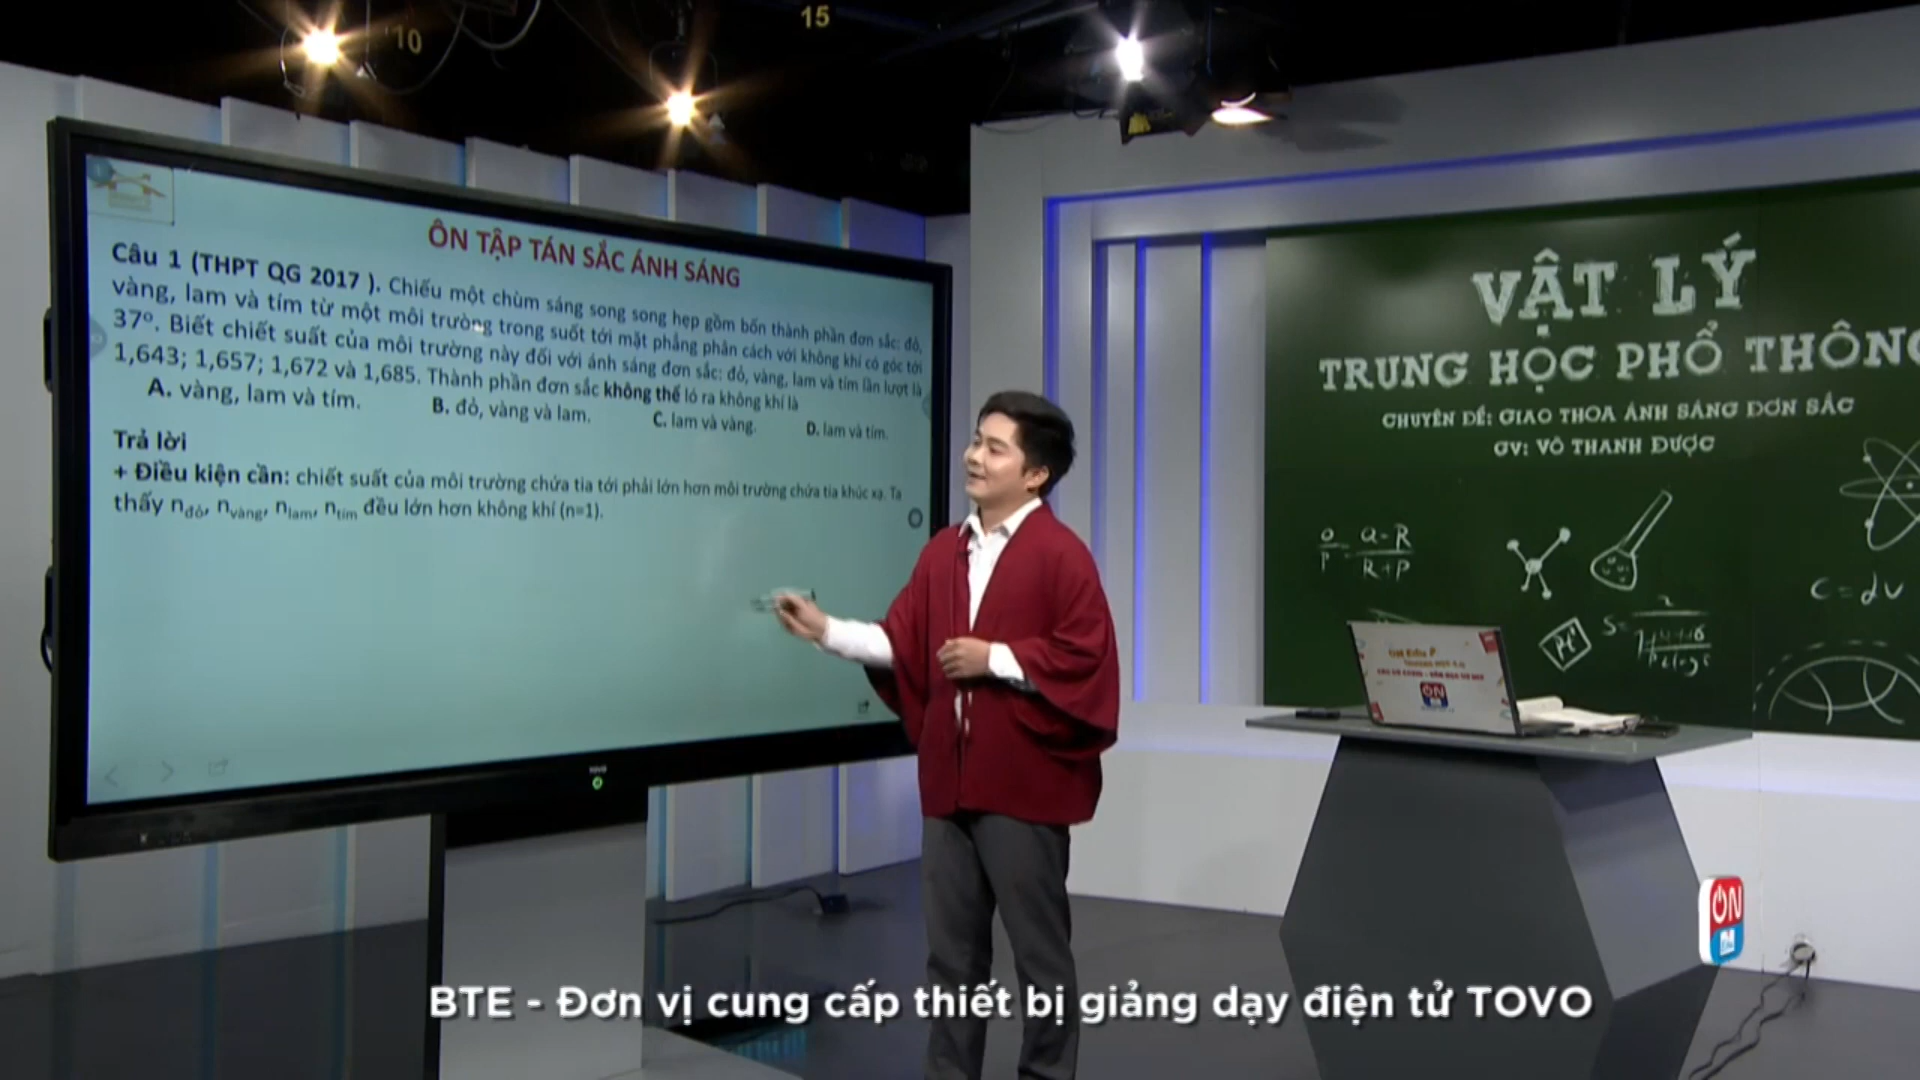 10
15
ÔN TẬP TÁN SẮC ÁNH SÁNG
Câu 1 (THPT QG 2017 ). Chiếu một chùm sáng song song hẹp gồm bốn thành phần đơn sắc: đỏ,
vàng, lam và tím từ một môi trường trong suốt tới mặt phẳng phân cách với không khí có góc tới
37°. Biết chiết suất của môi trường này đối với ánh sáng đơn sắc: đỏ, vàng, lam và tím lần lượt là
1,643; 1,657; 1,672 và 1,685. Thành phần đơn sắc không thể ló ra không khí là
A. vàng, lam và tím. B. đỏ, vàng và lam. C. lam và vàng. D. lam và tím.
Trả lời
+ Điều kiện cần: chiết suất của môi trường chứa tia tới phải lớn hơn môi trường chứa tia khúc xạ. Ta
thấy nđỏ, nvàng, nlam, ntím đều lớn hơn không khí (n=1).
TOVO
VẬT LÝ
TRUNG HỌC PHỔ THÔNG
CHUYÊN ĐỀ: GIAO THOA ÁNH SÁNG ĐƠN SẮC
GV: VÕ THANH ĐƯỢC
C = dv
ON
ON
BTE - Đơn vị cung cấp thiết bị giảng dạy điện tử TOVO